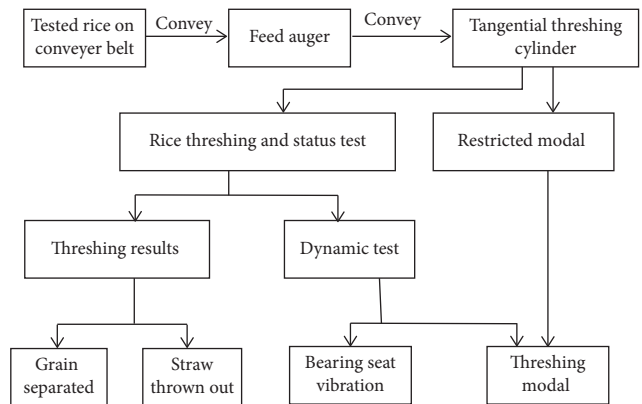 Tested rice on
conveyer belt
Convey
Feed auger
Convey
Tangential threshing
cylinder
Rice threshing and status test
Restricted modal
Threshing results
Dynamic test
Grain
separated
Straw
thrown out
Bearing seat
vibration
Threshing
modal